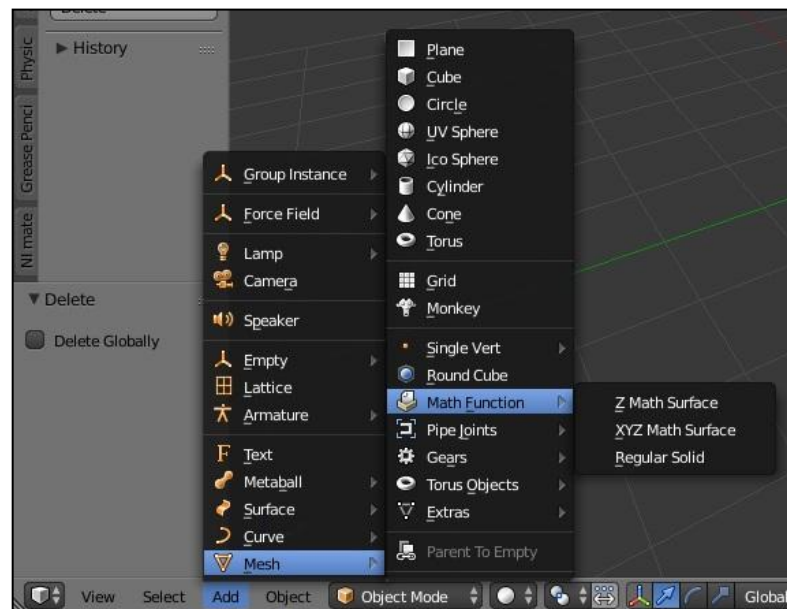 Delete
Physic
Grease Penci
NI mate
History
Delete
Delete Globally
Group Instance
Force Field
Lamp
Camera
Speaker
Empty
Lattice
Armature
Text
Metaball
Surface
Curve
Mesh
Plane
Cube
Circle
UV Sphere
Ico Sphere
Cylinder
Cone
Torus
Grid
Monkey
Single Vert
Round Cube
Math Function
Pipe Joints
Gears
Torus Objects
Extras
Parent To Empty
Z Math Surface
XYZ Math Surface
Regular Solid
View Select Add Object Object Mode Global